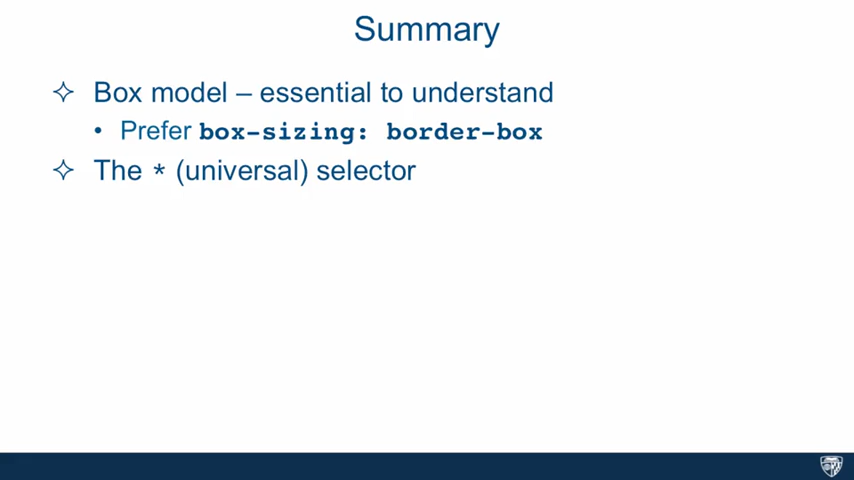 Summary
✧ Box model – essential to understand
• Prefer box-sizing: border-box
✧ The * (universal) selector